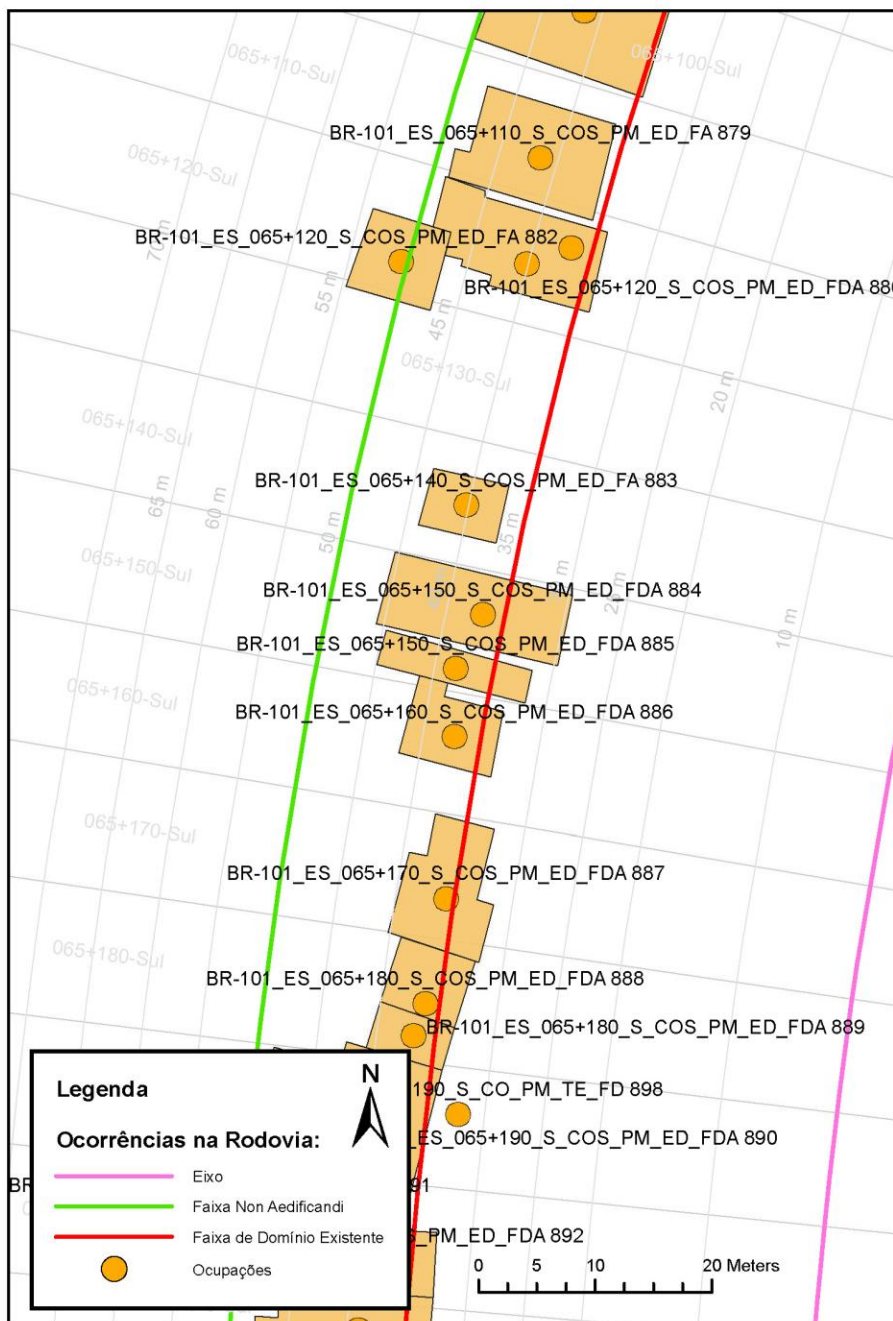 065+110-Sul
065+100-Sul
BR-101_ES_065+110_S_COS_PM_ED_FA 879
065+120-Sul
70 m
BR-101_ES_065+120_S_COS_PM_ED_FA 882
BR-101_ES_065+120_S_COS_PM_ED_FDA
55 m
45 m
065+130-Sul
20 m
065+140-Sul
BR-101_ES_065+140_S_COS_PM_ED_FA 883
65 m
60 m
50 m
35 m
065+150-Sul
m
BR-101_ES_065+150_S_COS_PM_ED_FDA 884
10 m
BR-101_ES_065+150_S_COS_PM_ED_FDA 885
065+160-Sul
BR-101_ES_065+160_S_COS_PM_ED_FDA 886
065+170-Sul
BR-101_ES_065+170_S_COS_PM_ED_FDA 887
065+180-Sul
BR-101_ES_065+180_S_COS_PM_ED_FDA 888
BR-101_ES_065+180_S_COS_PM_ED_FDA 889
190_S_CO_PM_TE_FD 898
ES_065+190_S_COS_PM_ED_FDA 890
BR
91
PM_ED_FDA 892
Legenda
N
Ocorrências na Rodovia:
Eixo
Faixa Non Aedificandi
Faixa de Domínio Existente
Ocupações
0 5 10 20 Meters